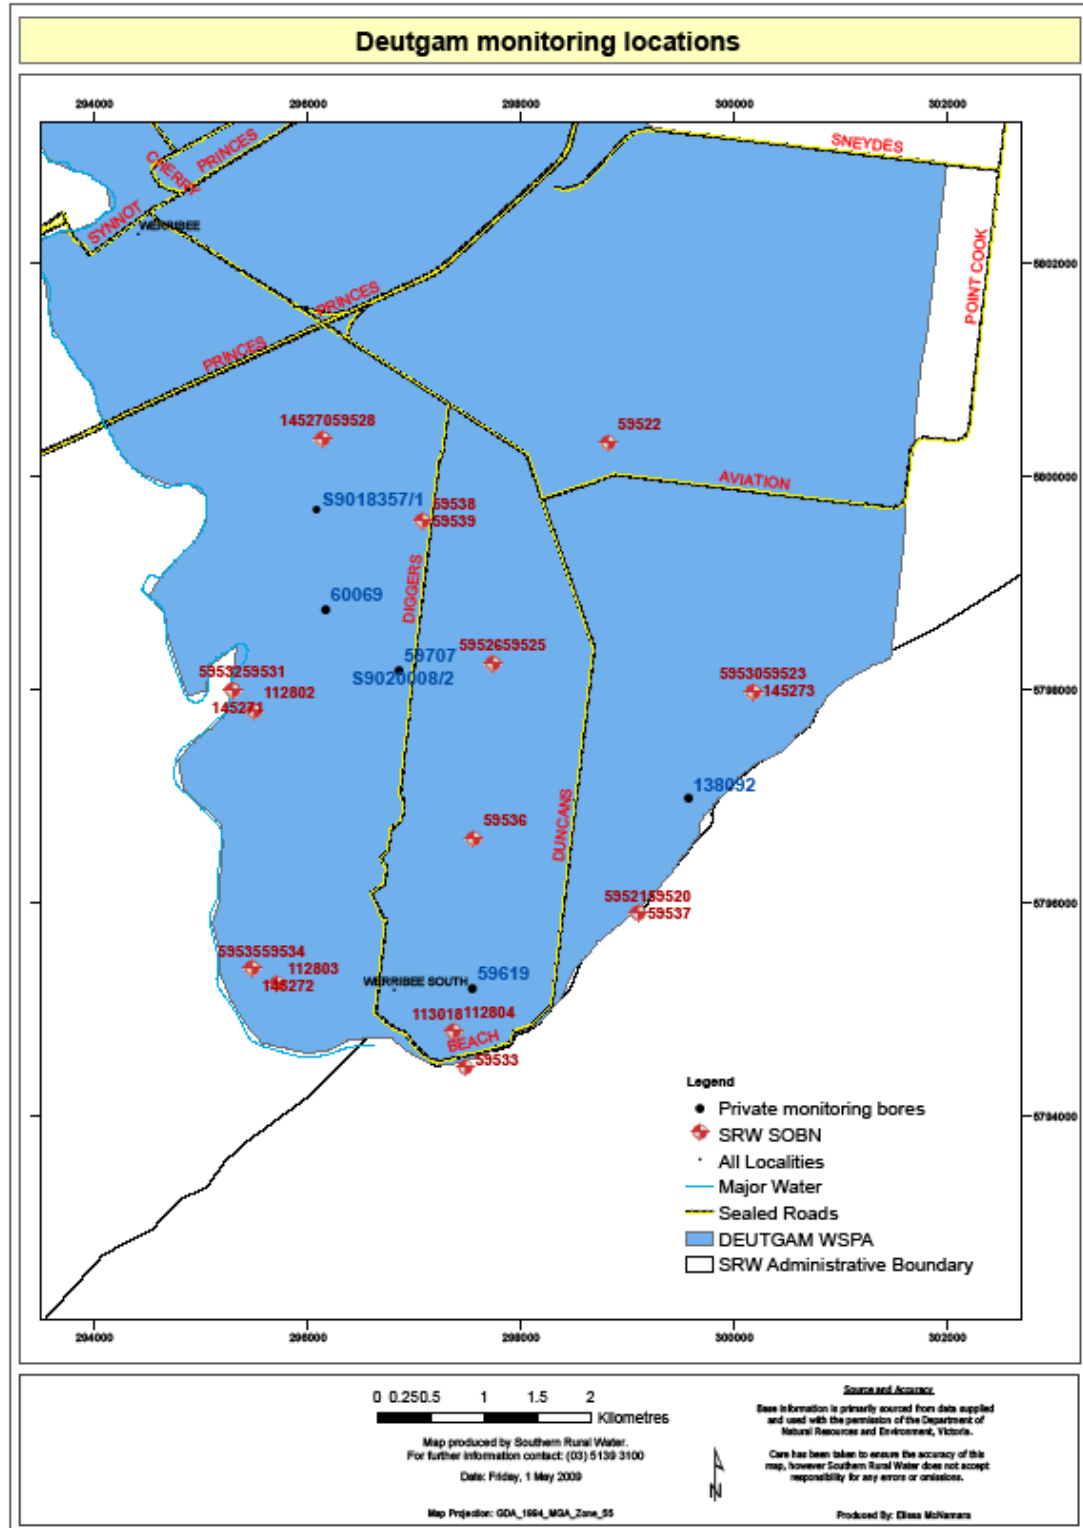 Deutgam monitoring locations
294000 296000 298000 300000 302000
SNEYDES
PRINCES
CHERRY
SYNNOT
WERRIBEE
POINT COOK
5802000
PRINCES
PRINCES
14527059528
59522
5800000
AVIATION
S9018357/1
59538
59539
DIGGERS
60069
5952659525
59707
S9020008/2
5953259531
112802
145271
5953059523
145273
5798000
138092
DUNCANS
59536
5952159520
59537
5796000
5953559534
112803
145272
WERRIBEE SOUTH
59619
113018112804
BEACH
59533
5794000
Legend
Private monitoring bores
SRW SOBN
All Localities
Major Water
Sealed Roads
DEUTGAM WSPA
SRW Administrative Boundary
294000 296000 298000 300000 302000
0 0.250.5 1 1.5 2
Kilometres
Map produced by Southern Rural Water.
For further information contact: (03) 5139 3100
Date: Friday, 1 May 2009
Map Projection: GDA_1994_MGA_Zone_55
N
Source and Accuracy
Base information is primarily sourced from data supplied
and used with the permission of the Department of
Natural Resources and Environment, Victoria.
Care has been taken to ensure the accuracy of this
map, however Southern Rural Water does not accept
responsibility for any errors or omissions.
Produced By: Elissa McNamara